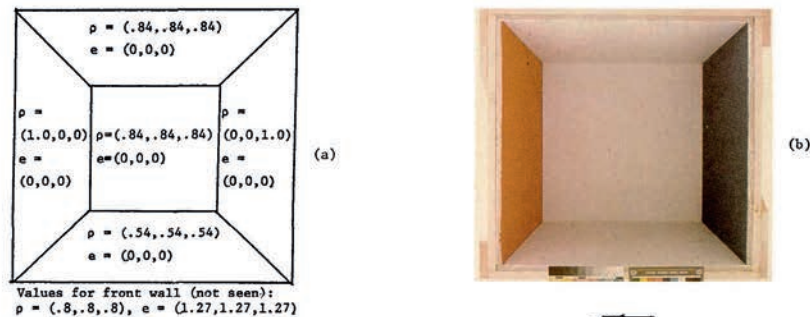 ρ = (.84,.84,.84)
e = (0,0,0)
ρ =
(1.0,0,0)
e =
(0,0,0)
ρ=(.84,.84,.84)
e=(0,0,0)
ρ =
(0,0,1.0)
e =
(0,0,0)
ρ = (.54,.54,.54)
e = (0,0,0)
Values for front wall (not seen):
ρ = (.8,.8,.8), e = (1.27,1.27,1.27)
(a)
(b)